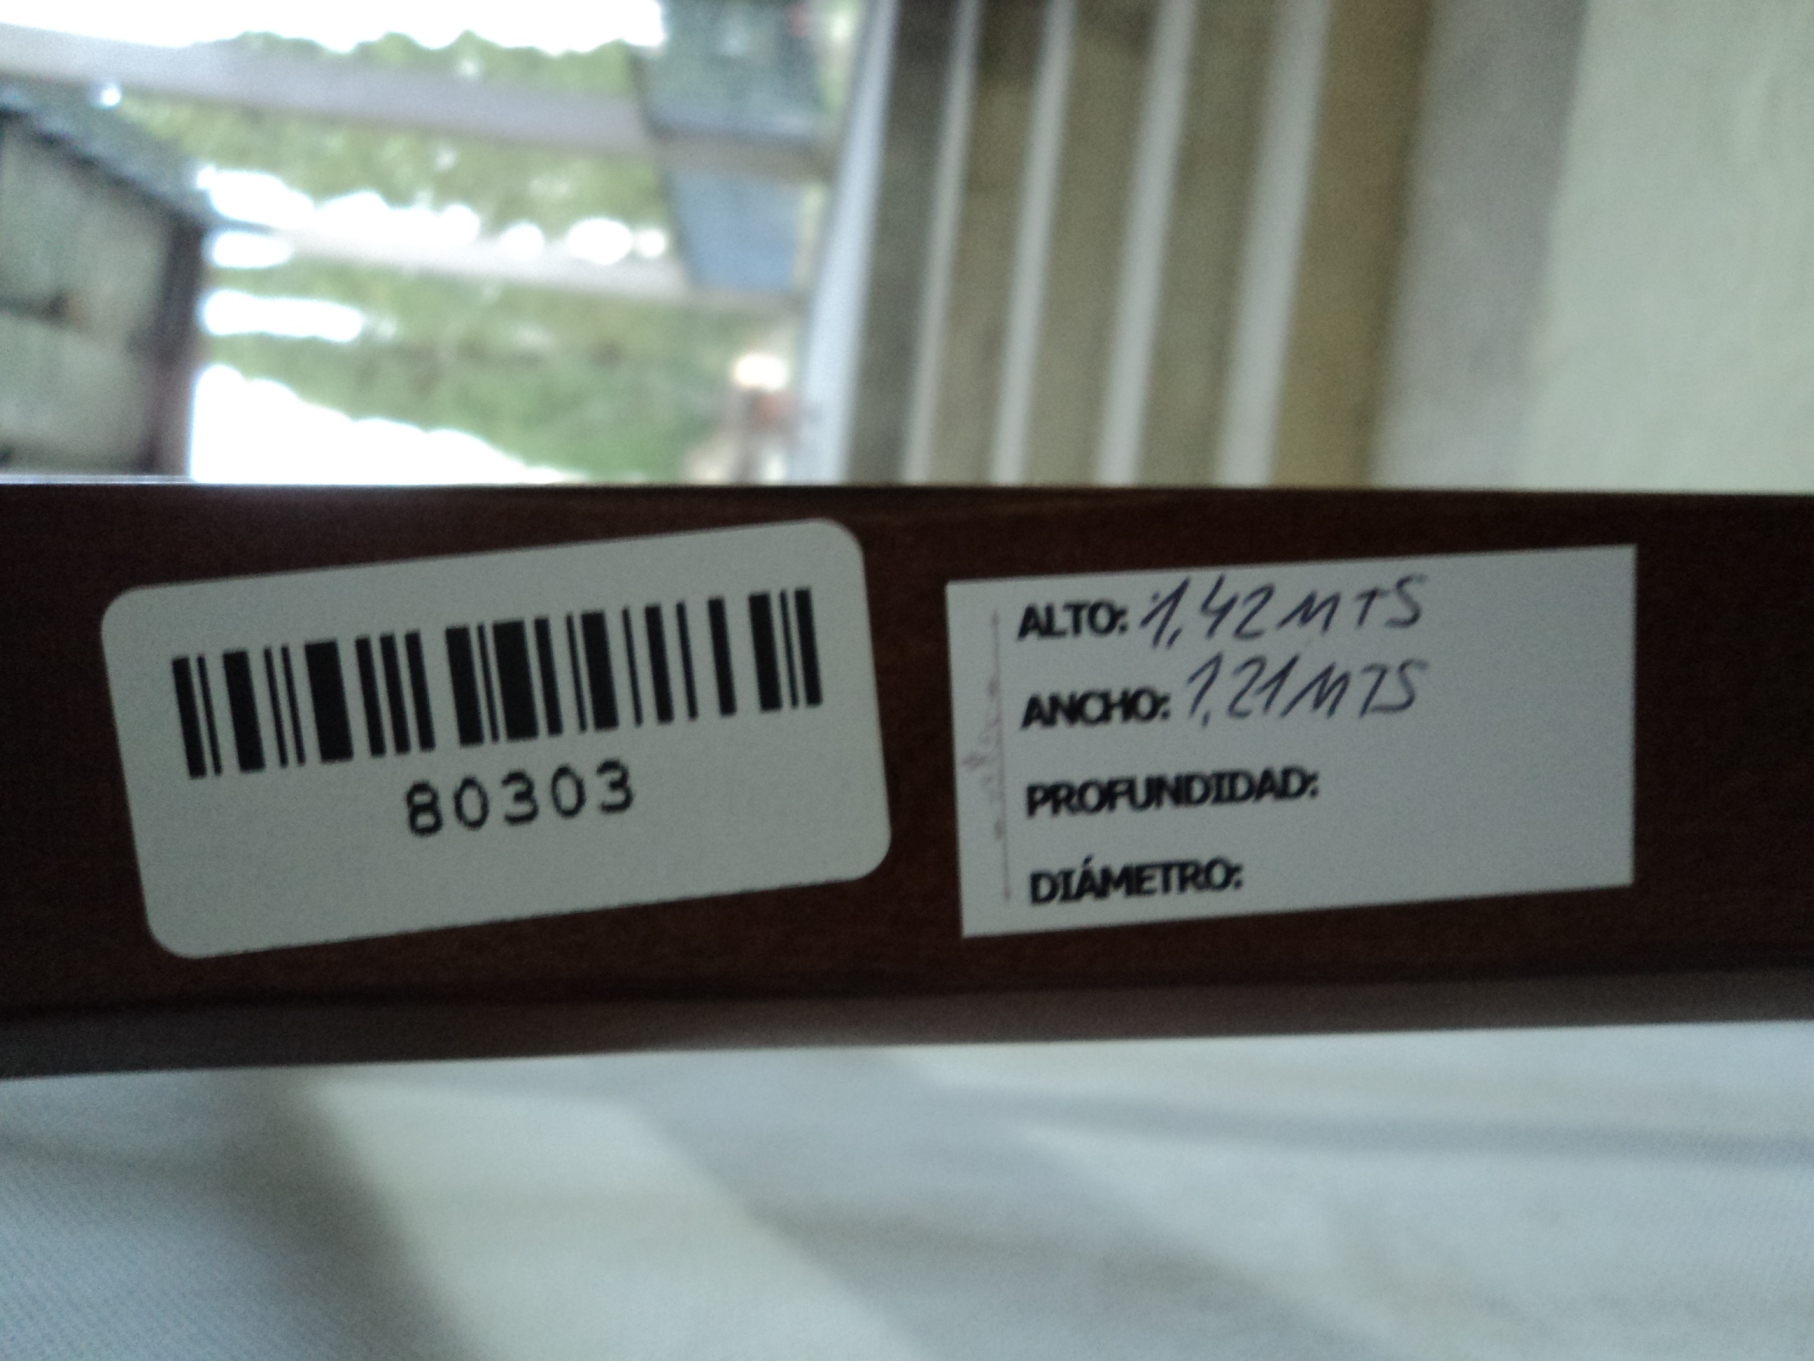 80303
ALTO: 1,42 MTS
ANCHO: 1,21 MTS
PROFUNDIDAD:
DIÁMETRO: